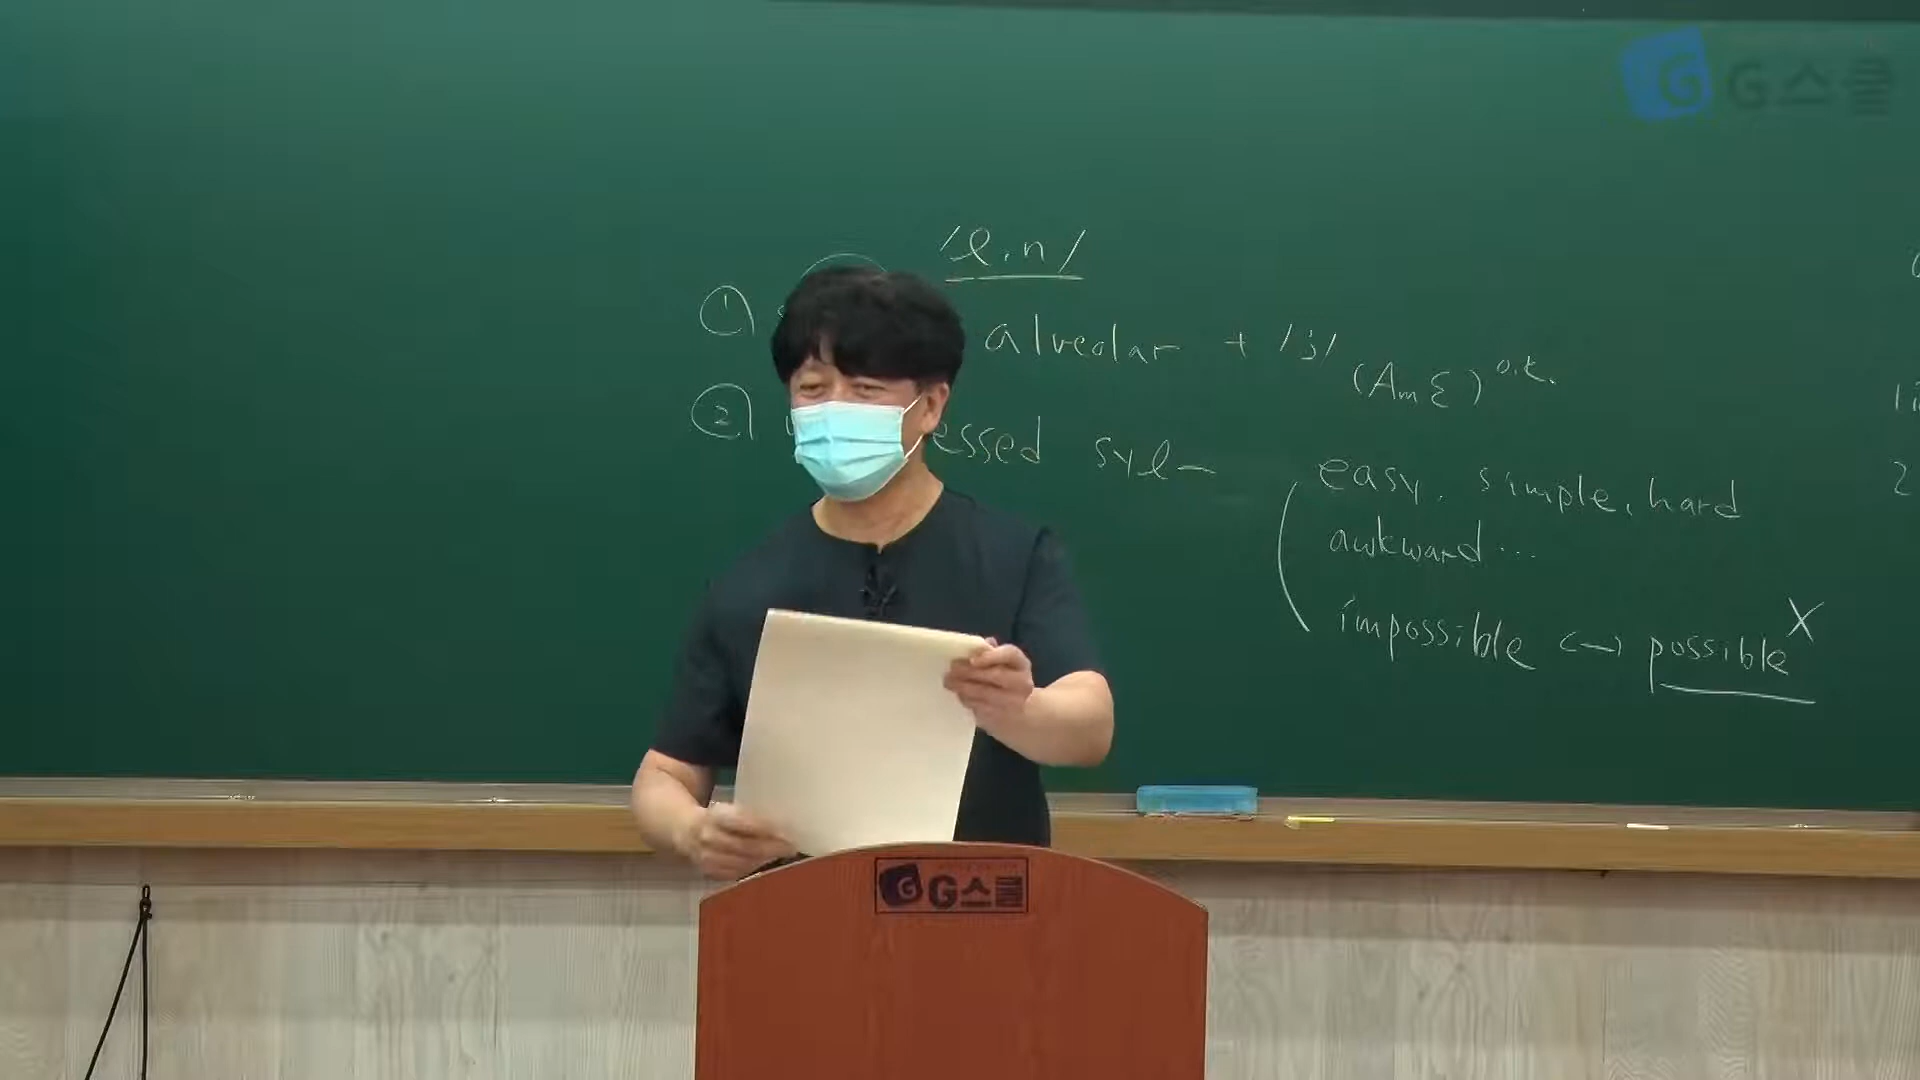 G스쿨
/l, n/
① alveolar + /j/ (AmE) o.k.
② essed syl—
easy, simple, hard
awkward...
impossible ↔ possible X
G G스쿨